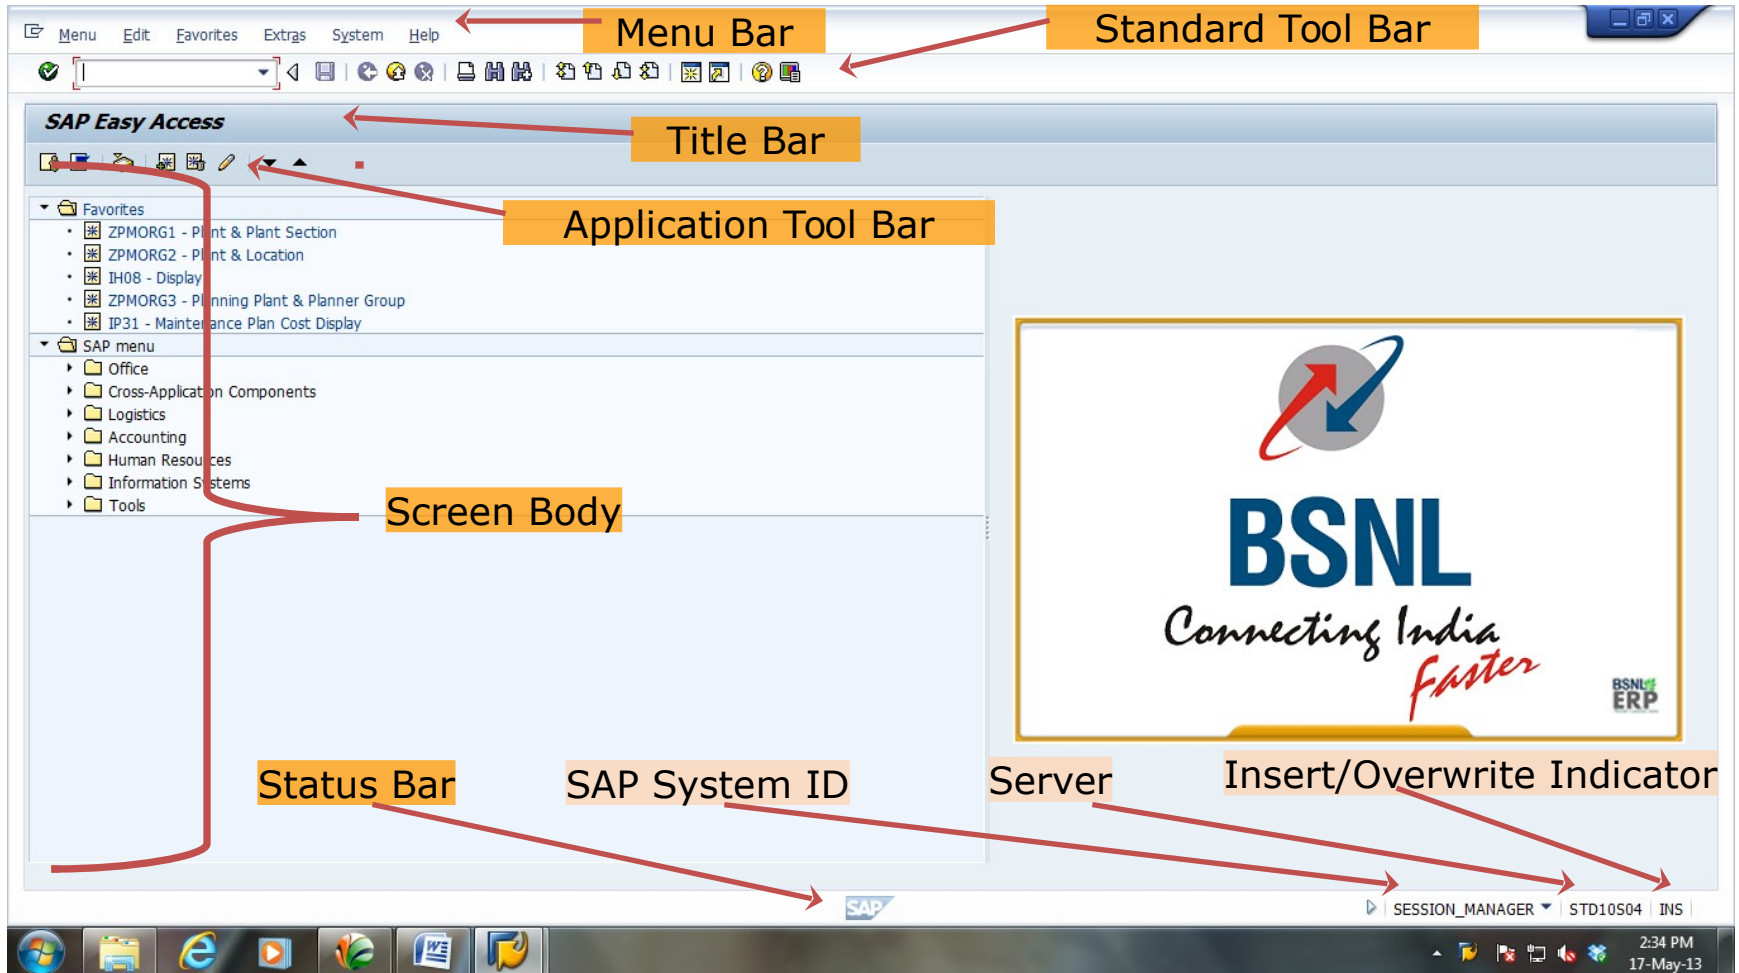 Menu Edit Favorites Extras System Help
Menu Bar
Standard Tool Bar
SAP Easy Access
Title Bar
Application Tool Bar
Favorites
ZPMORG1 - Plant & Plant Section
ZPMORG2 - Plant & Location
IH08 - Display
ZPMORG3 - Planning Plant & Planner Group
IP31 - Maintenance Plan Cost Display
SAP menu
Office
Cross-Application Components
Logistics
Accounting
Human Resources
Information Systems
Tools
Screen Body
BSNL
Connecting India
Faster
BSNL
ERP
Status Bar
SAP System ID
Server
Insert/Overwrite Indicator
SAP
SESSION_MANAGER
STD10S04
INS
2:34 PM
17-May-13